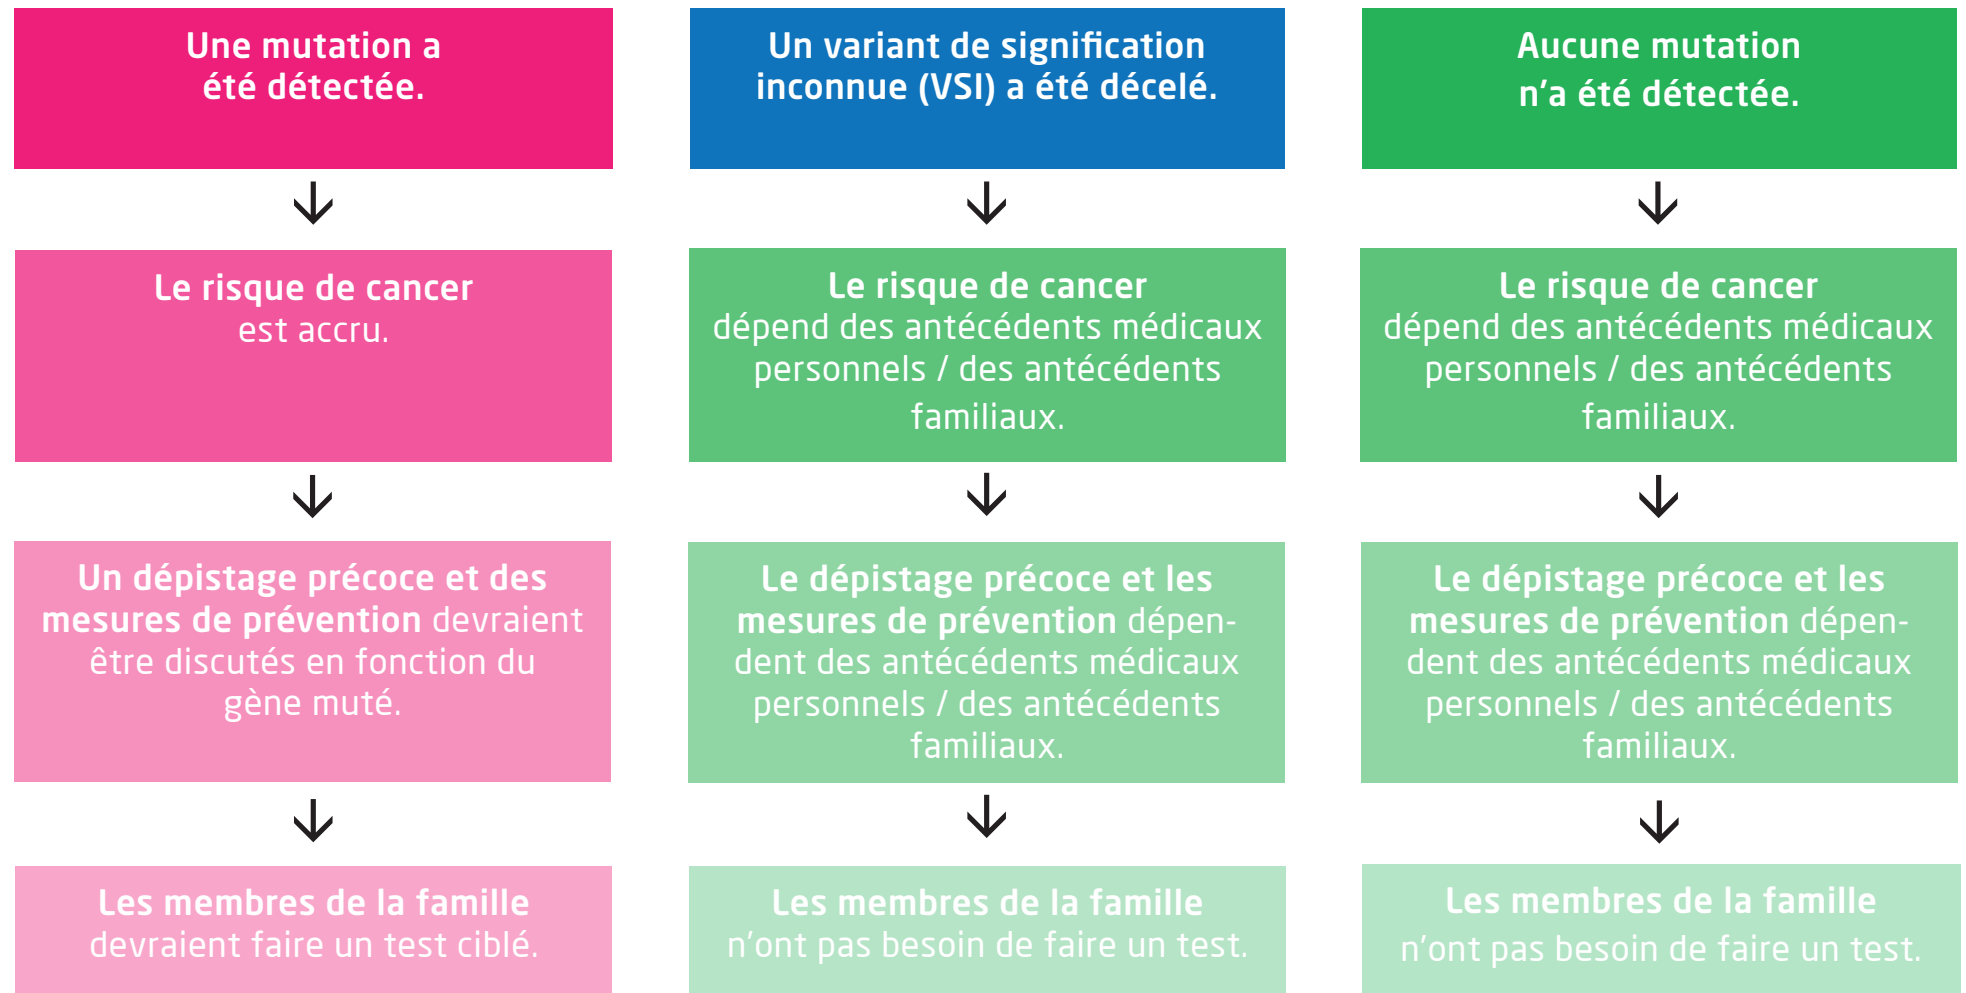 Une mutation a
été détectée.
Le risque de cancer
est accru.
Un dépistage précoce et des
mesures de prévention devraient
être discutés en fonction du
gène muté.
Les membres de la famille
devraient faire un test ciblé.
Un variant de signification
inconnue (VSI) a été décelé.
Le risque de cancer
dépend des antécédents médicaux
personnels / des antécédents
familiaux.
Le dépistage précoce et les
mesures de prévention dépen-
dent des antécédents médicaux
personnels / des antécédents
familiaux.
Les membres de la famille
n'ont pas besoin de faire un test.
Aucune mutation
n'a été détectée.
Le risque de cancer
dépend des antécédents médicaux
personnels / des antécédents
familiaux.
Le dépistage précoce et les
mesures de prévention dépen-
dent des antécédents médicaux
personnels / des antécédents
familiaux.
Les membres de la famille
n'ont pas besoin de faire un test.